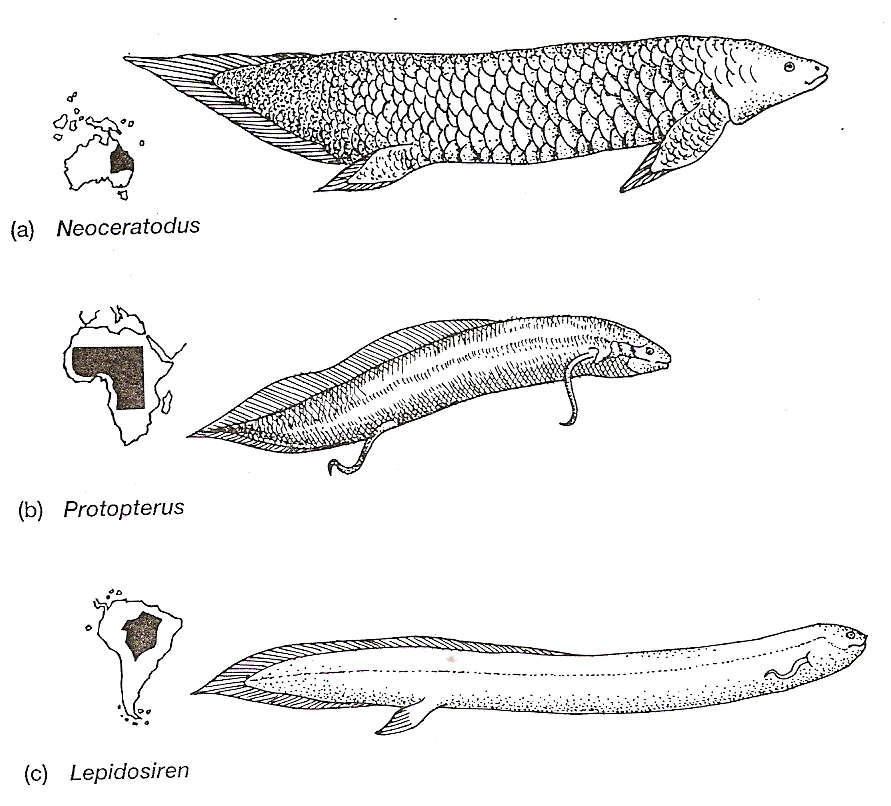 (a) Neoceratodus
(b) Protopterus
(c) Lepidosiren